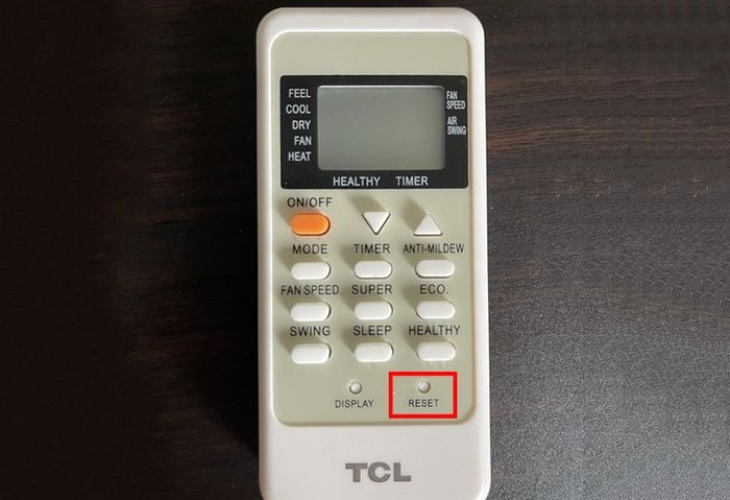 FEEL
COOL
DRY
FAN
HEAT
FAN
SPEED
AIR
SWING
HEALTHY TIMER
ON/OFF
MODE TIMER ANTI-MILDEW
FAN SPEED SUPER ECO.
SWING SLEEP HEALTHY
DISPLAY RESET
TCL